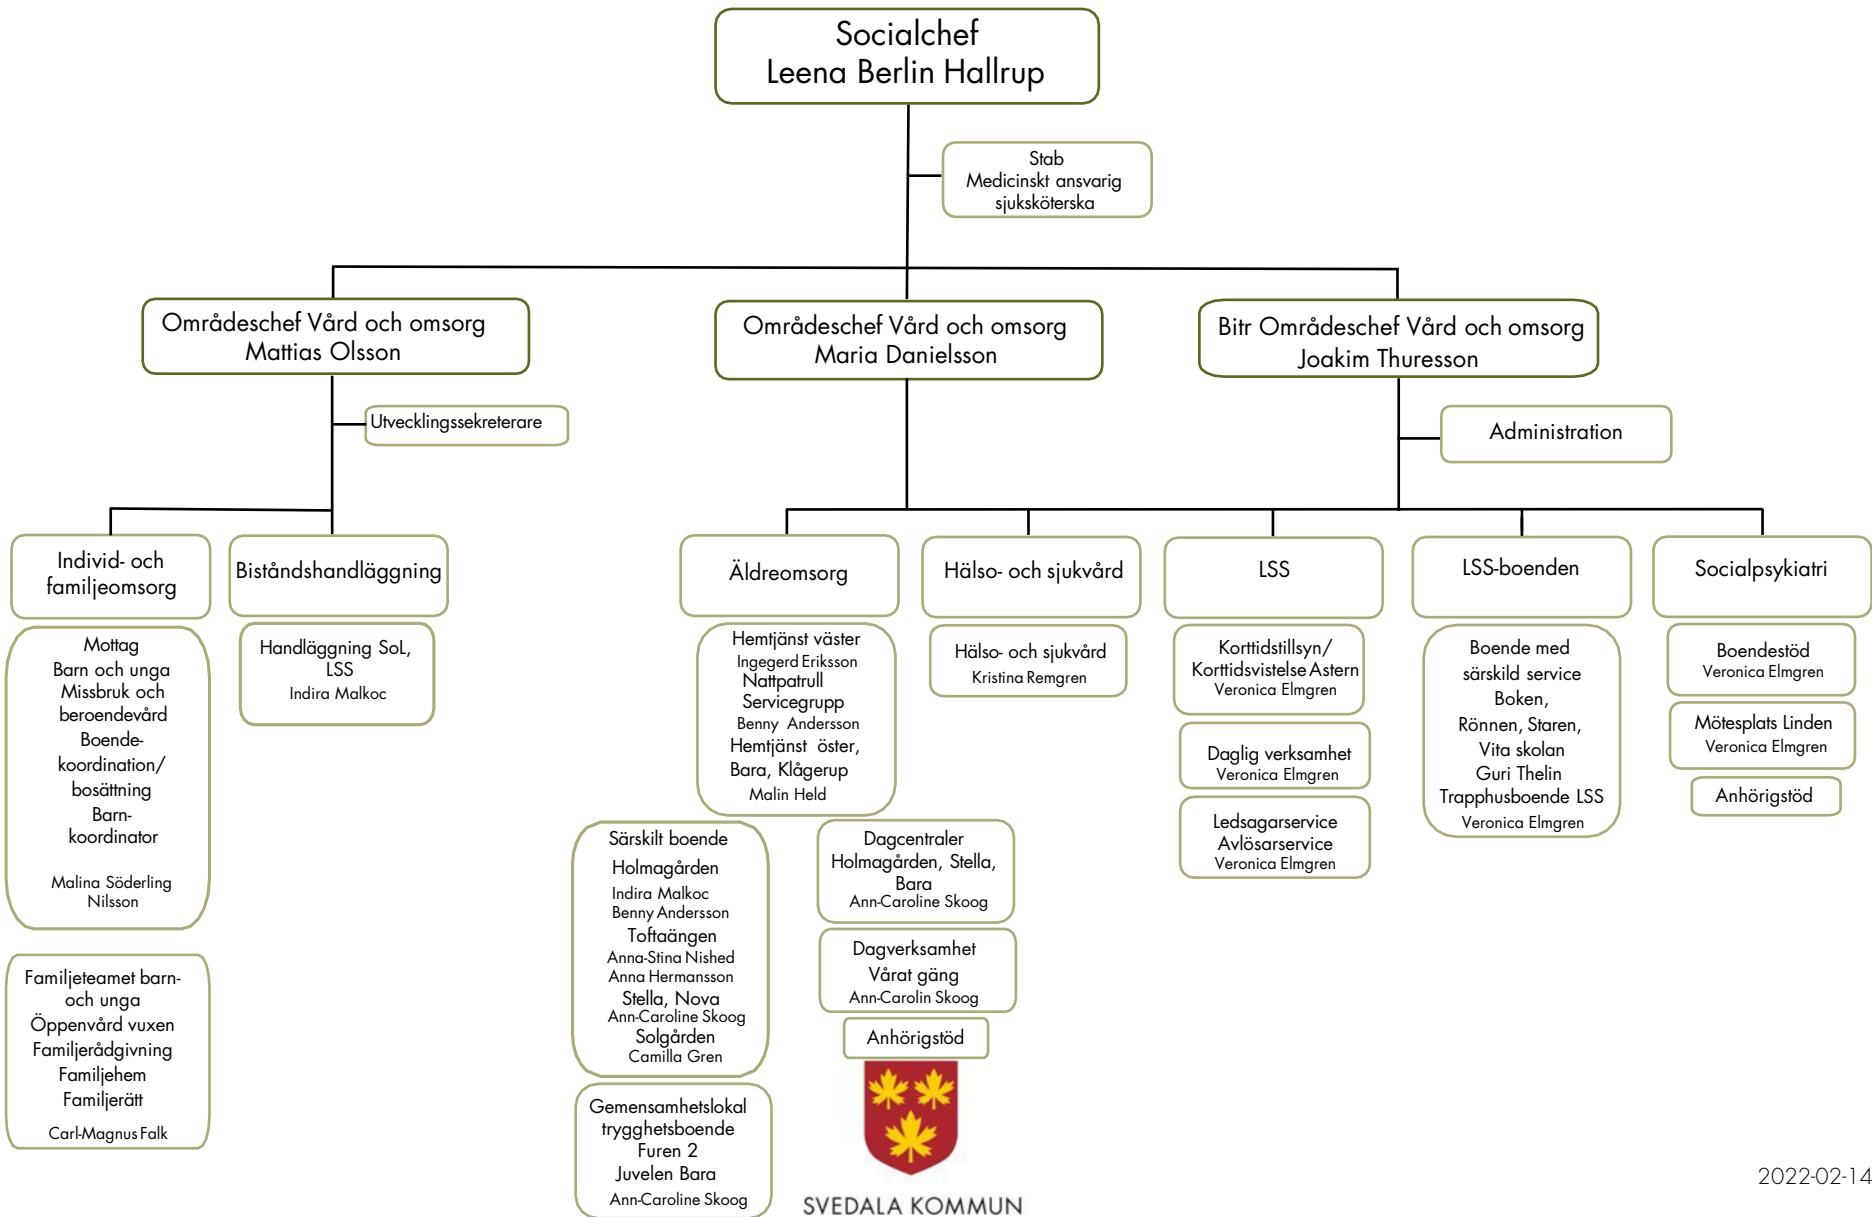 Socialchef
Leena Berlin Hallrup
Stab
Medicinskt ansvarig
sjuksköterska
Områdeschef Vård och omsorg
Mattias Olsson
Områdeschef Vård och omsorg
Maria Danielsson
Bitr Områdeschef Vård och omsorg
Joakim Thuresson
Utvecklingssekreterare
Administration
Individ- och
familjeomsorg
Biståndshandläggning
Äldreomsorg
Hälso- och sjukvård
LSS
LSS-boenden
Socialpsykiatri
Mottag
Barn och unga
Missbruk och
beroendevård
Boende-
koordination/
bosättning
Barn-
koordinator
Malina Söderling
Nilsson
Familjeteamet barn-
och unga
Öppenvård vuxen
Familjerådgivning
Familjehem
Familjerätt
Carl-Magnus Falk
Handläggning SoL,
LSS
Indira Malkoc
Hemtjänst väster
Ingegerd Eriksson
Nattpatrull
Servicegrupp
Benny Andersson
Hemtjänst öster,
Bara, Klågerup
Malin Held
Särskilt boende
Holmagården
Indira Malkoc
Benny Andersson
Toftaängen
Anna-Stina Nished
Anna Hermansson
Stella, Nova
Ann-Caroline Skoog
Solgården
Camilla Gren
Gemensamhetslokal
trygghetsboende
Furen 2
Juvelen Bara
Ann-Caroline Skoog
Dagcentraler
Holmagården, Stella,
Bara
Ann-Caroline Skoog
Dagverksamhet
Vårat gäng
Ann-Carolin Skoog
Anhörigstöd
Hälso- och sjukvård
Kristina Remgren
Korttidstillsyn/
Korttidsvistelse Astern
Veronica Elmgren
Daglig verksamhet
Veronica Elmgren
Ledsagarservice
Avlösarservice
Veronica Elmgren
Boende med
särskild service
Boken,
Rönnen, Staren,
Vita skolan
Guri Thelin
Trapphusboende LSS
Veronica Elmgren
Boendestöd
Veronica Elmgren
Mötesplats Linden
Veronica Elmgren
Anhörigstöd
SVEDALA KOMMUN
2022-02-14